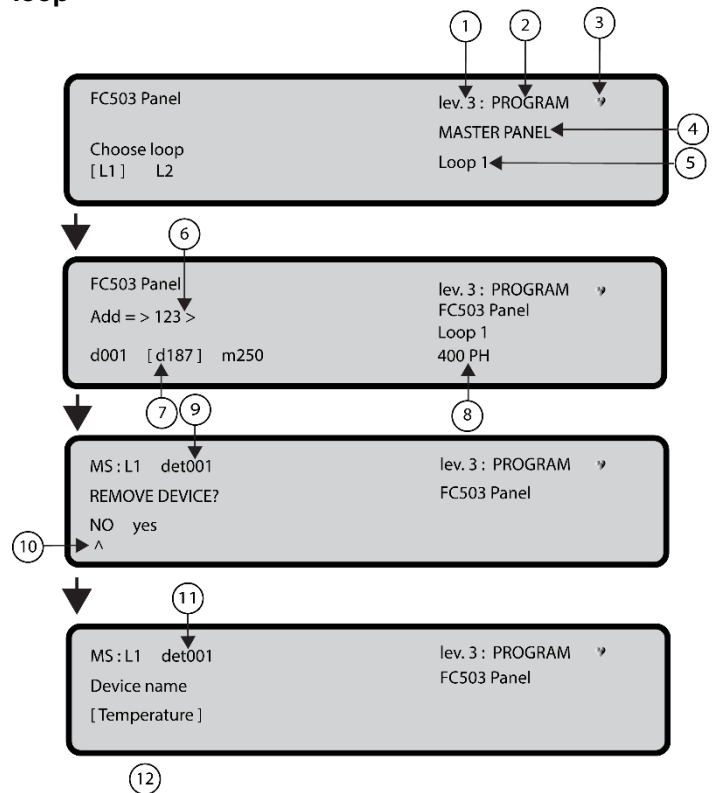 loop
1 2 3
FC503 Panel lev. 3 : PROGRAM
MASTER PANEL 4
Choose loop
[ L1 ] L2 Loop 1 5
6
FC503 Panel lev. 3 : PROGRAM
FC503 Panel
Add = > 123 >
Loop 1
d001 [ d187 ] m250 400 PH
7 9 8
MS : L1 det001 lev. 3 : PROGRAM
REMOVE DEVICE? FC503 Panel
NO yes
10 ^
11
MS : L1 det001 lev. 3 : PROGRAM
Device name FC503 Panel
[ Temperature ]
12